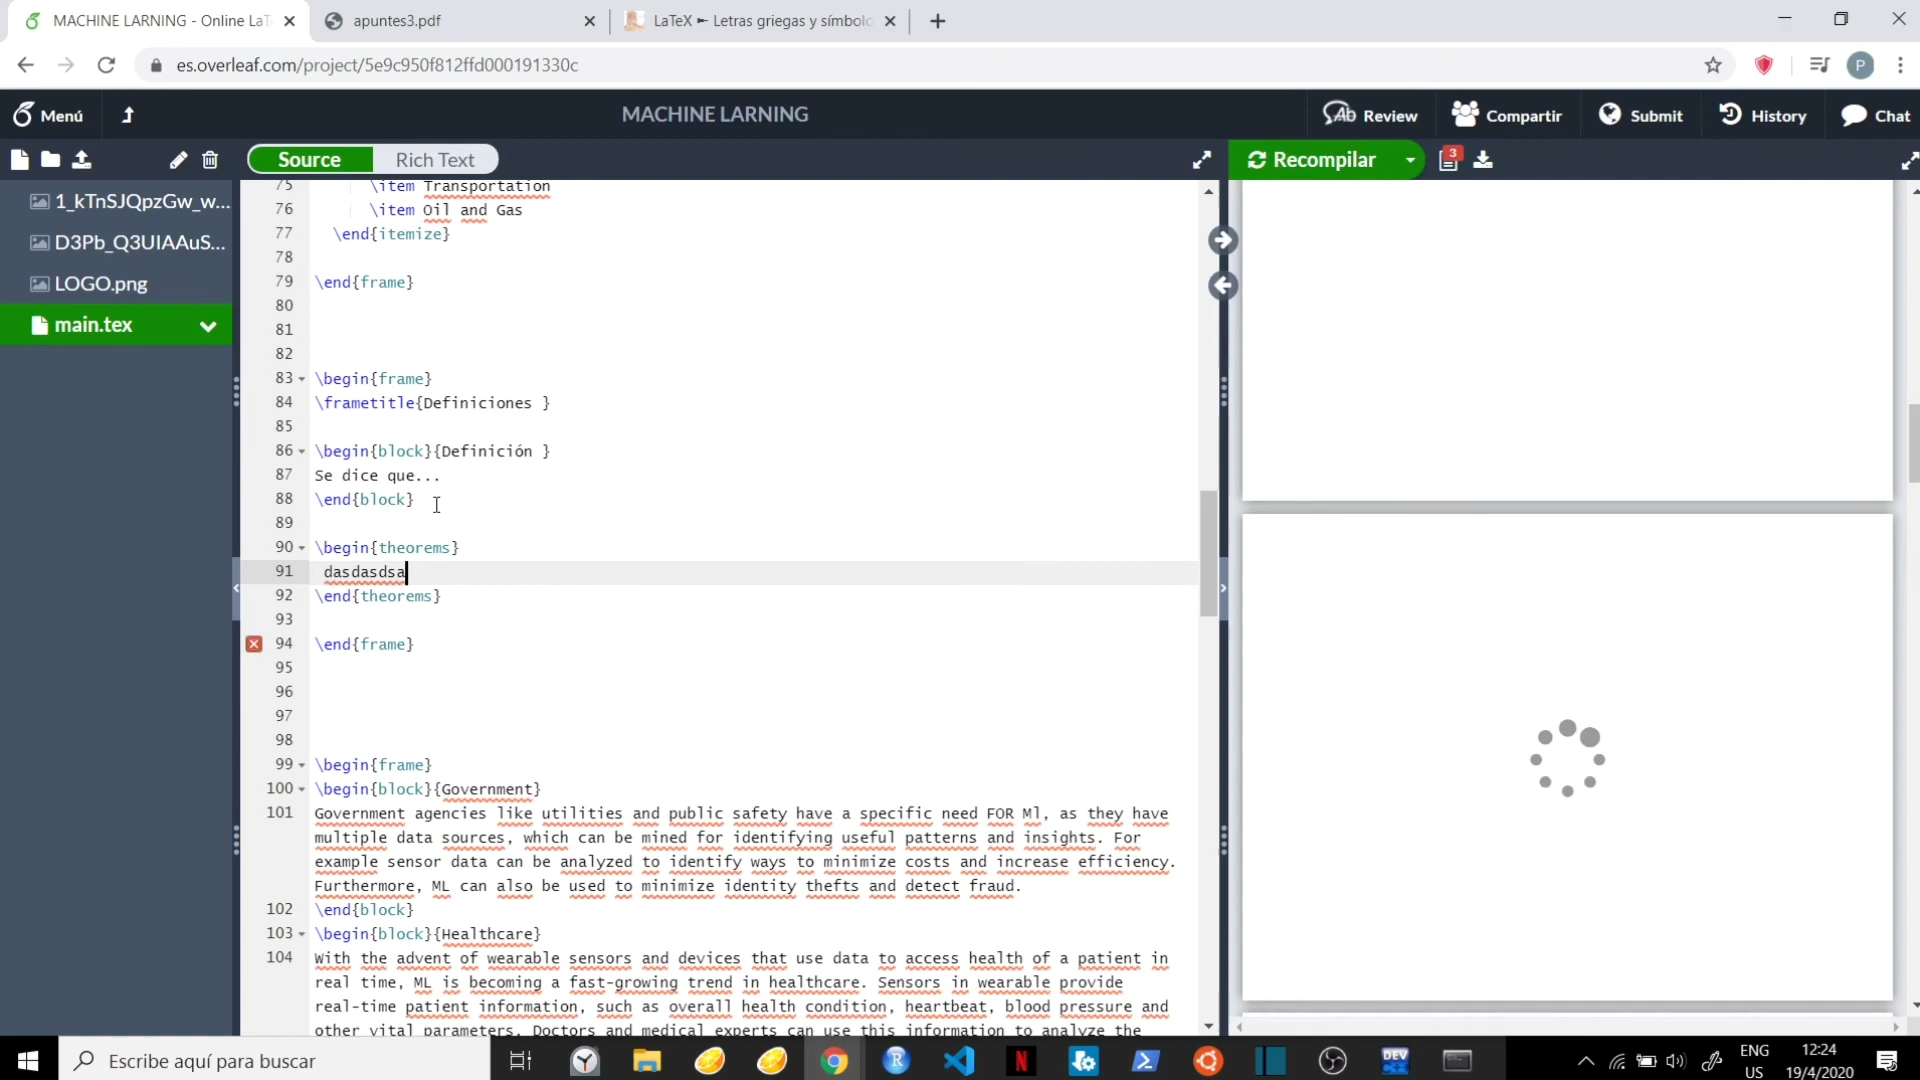 MACHINE LARNING - Online LaT
apuntes3.pdf
LaTeX ► Letras griegas y símbolo
es.overleaf.com/project/5e9c950f812ffd000191330c
P
Menú
MACHINE LARNING
Review
Compartir
Submit
History
Chat
Source
Rich Text
Recompilar
3
1_kTnSJQpzGw_w...
D3Pb_Q3UIAAuS...
LOGO.png
main.tex
75 \item Transportation
76 \item Oil and Gas
77 \end{itemize}
78
79 \end{frame}
80
81
82
83 \begin{frame}
84 \frametitle{Definiciones }
85
86 \begin{block}{Definición }
87 Se dice que...
88 \end{block}
89
90 \begin{theorems}
91 dasdasdsa
92 \end{theorems}
93
94 \end{frame}
95
96
97
98
99 \begin{frame}
100 \begin{block}{Government}
101 Government agencies like utilities and public safety have a specific need FOR Ml, as they have
multiple data sources, which can be mined for identifying useful patterns and insights. For
example sensor data can be analyzed to identify ways to minimize costs and increase efficiency.
Furthermore, ML can also be used to minimize identity thefts and detect fraud.
102 \end{block}
103 \begin{block}{Healthcare}
104 With the advent of wearable sensors and devices that use data to access health of a patient in
real time, ML is becoming a fast-growing trend in healthcare. Sensors in wearable provide
real-time patient information, such as overall health condition, heartbeat, blood pressure and
other vital parameters. Doctors and medical experts can use this information to analyze the
Escribe aquí para buscar
R
N
DEV
ENG
US
12:24
19/4/2020